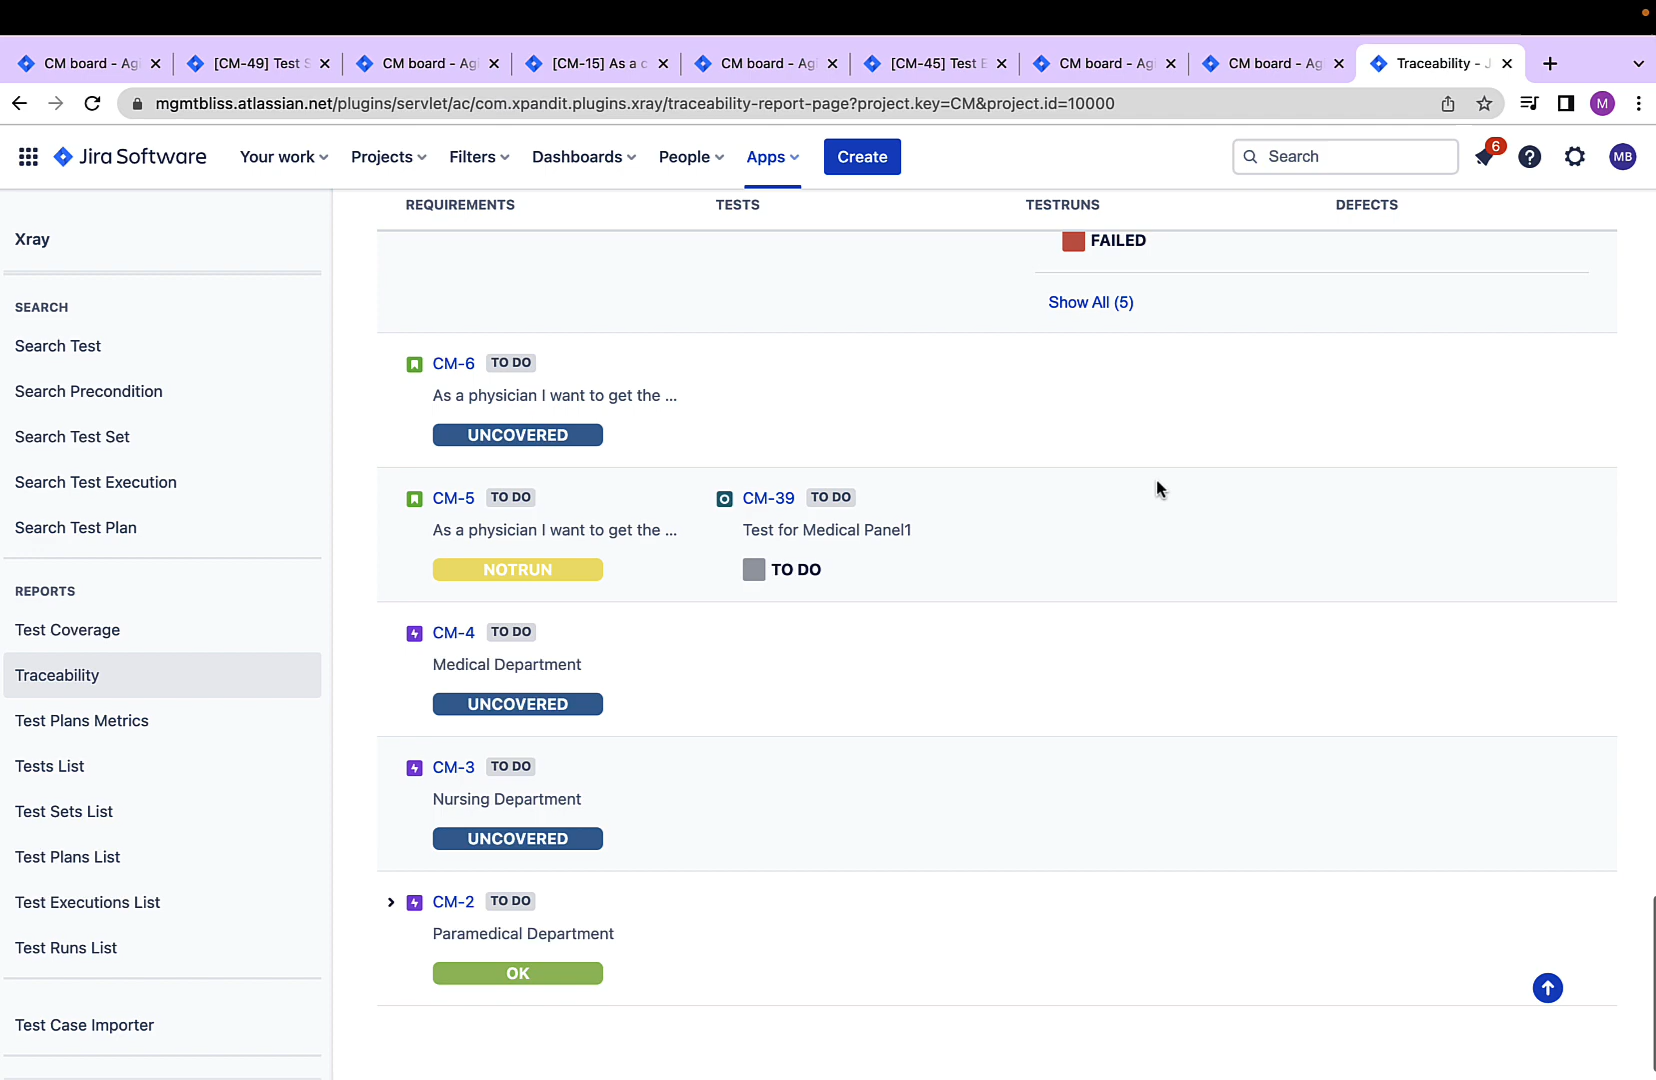 CM board - Ag
[CM-49] Test S
CM board - Ag
[CM-15] As a c
CM board - Ag
[CM-45] Test E
CM board - Ag
CM board - Ag
Traceability - J
mgmtbliss.atlassian.net/plugins/servlet/ac/com.xpandit.plugins.xray/traceability-report-page?project.key=CM&project.id=10000
M
Jira Software
Your work
Projects
Filters
Dashboards
People
Apps
Create
Search
6
MB
Xray
SEARCH
Search Test
Search Precondition
Search Test Set
Search Test Execution
Search Test Plan
REPORTS
Test Coverage
Traceability
Test Plans Metrics
Tests List
Test Sets List
Test Plans List
Test Executions List
Test Runs List
Test Case Importer
REQUIREMENTS
TESTS
TESTRUNS
DEFECTS
FAILED
Show All (5)
CM-6 TO DO
As a physician I want to get the ...
UNCOVERED
CM-5 TO DO
As a physician I want to get the ...
NOTRUN
CM-39 TO DO
Test for Medical Panel1
TO DO
CM-4 TO DO
Medical Department
UNCOVERED
CM-3 TO DO
Nursing Department
UNCOVERED
CM-2 TO DO
Paramedical Department
OK